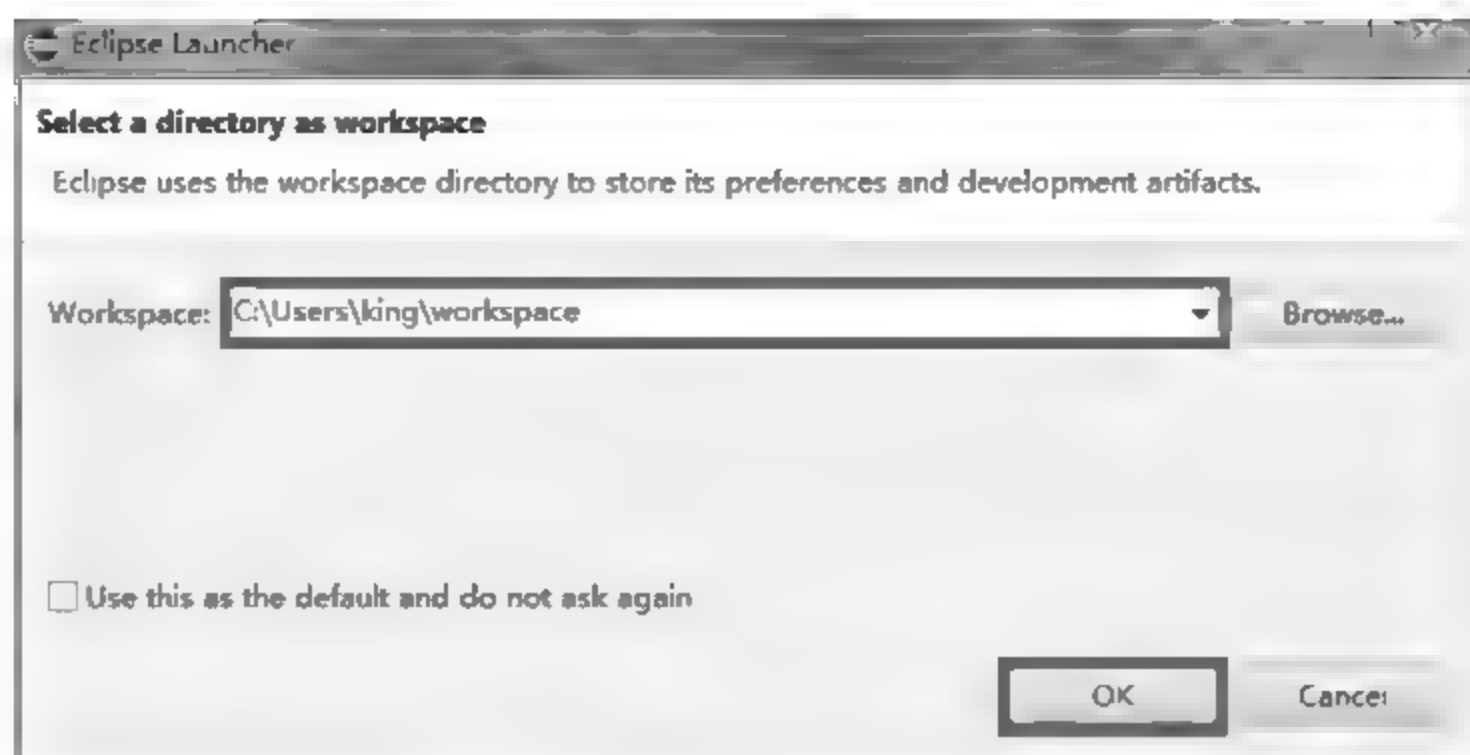 Eclipse Launcher
Select a directory as workspace
Eclipse uses the workspace directory to store its preferences and development artifacts.
Workspace: C:\Users\king\workspace Browse...
Use this as the default and do not ask again
OK Cancel